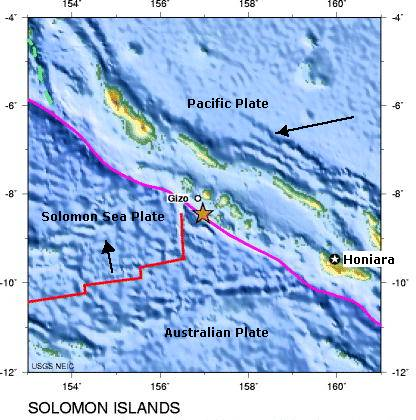 154° 156° 158° 160°
-4° -4°
Pacific Plate
-6° -6°
-8° -8°
Gizo
Solomon Sea Plate
Honiara
-10° -10°
Australian Plate
USGS NEIC
-12° -12°
154° 156° 158° 160°
SOLOMON ISLANDS